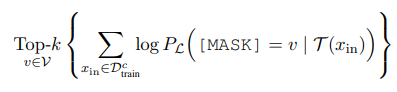 Top-k v∈𝒱 { ∑ x_in∈𝒟^c_train log P_ℒ ( [MASK] = v | 𝒯(x_in) ) }